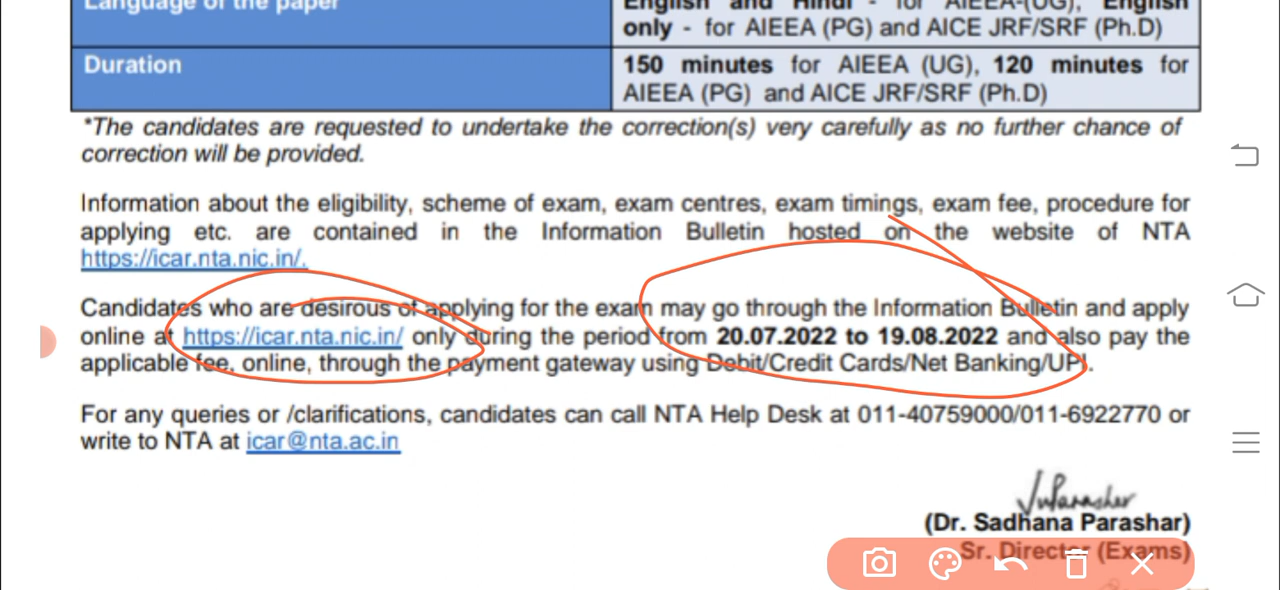 Language of the paper
English and Hindi - for AIEEA-(UG), English
only - for AIEEA (PG) and AICE JRF/SRF (Ph.D)
Duration
150 minutes for AIEEA (UG), 120 minutes for
AIEEA (PG) and AICE JRF/SRF (Ph.D)
*The candidates are requested to undertake the correction(s) very carefully as no further chance of
correction will be provided.
Information about the eligibility, scheme of exam, exam centres, exam timings, exam fee, procedure for
applying etc. are contained in the Information Bulletin hosted on the website of NTA
https://icar.nta.nic.in/.
Candidates who are desirous of applying for the exam may go through the Information Bulletin and apply
online at https://icar.nta.nic.in/ only during the period from 20.07.2022 to 19.08.2022 and also pay the
applicable fee, online, through the payment gateway using Debit/Credit Cards/Net Banking/UPI.
For any queries or /clarifications, candidates can call NTA Help Desk at 011-40759000/011-6922770 or
write to NTA at icar@nta.ac.in
(Dr. Sadhana Parashar)
Sr. Director (Exams)